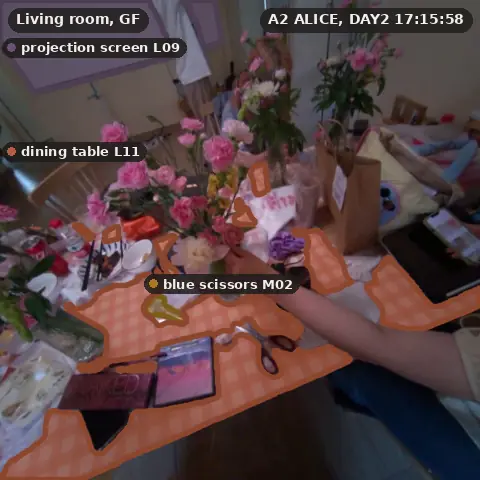 Living room, GF
A2 ALICE, DAY2 17:15:58
projection screen L09
dining table L11
blue scissors M02